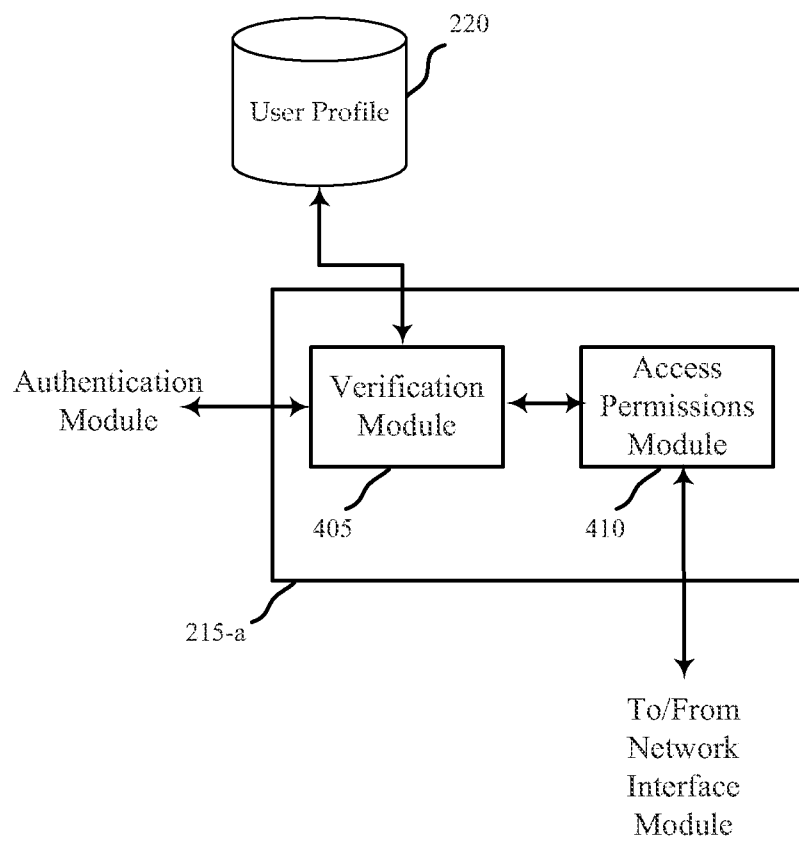 220
User Profile
Authentication
Module
Verification
Module
Access
Permissions
Module
405
410
215-a
To/From
Network
Interface
Module